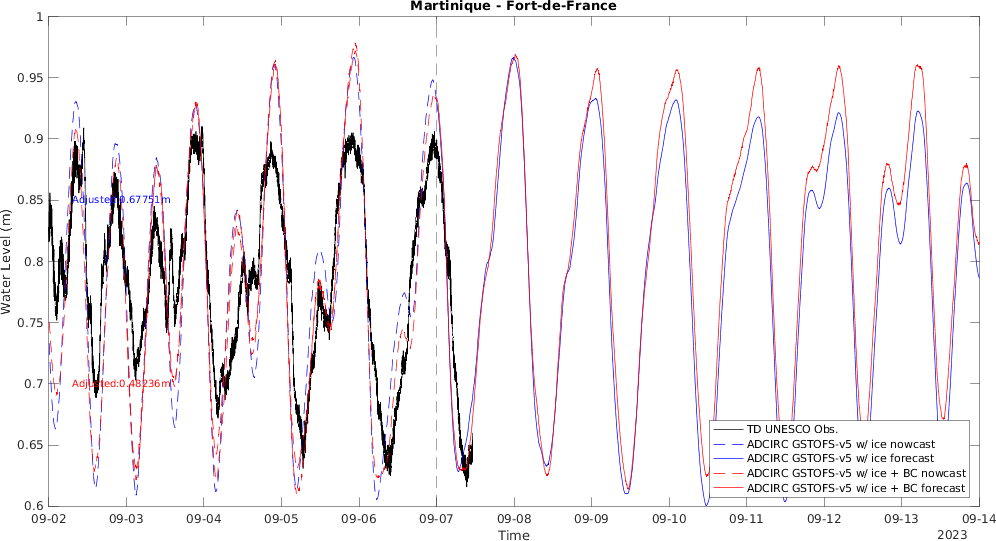 Martinique - Fort-de-France
1
0.95
0.9
0.85
0.8
0.75
0.7
0.65
0.6
Water Level (m)
Adjusted:0.67751m
Adjusted:0.48236m
TD UNESCO Obs.
ADCIRC GSTOFS-v5 w/ ice nowcast
ADCIRC GSTOFS-v5 w/ ice forecast
ADCIRC GSTOFS-v5 w/ ice + BC nowcast
ADCIRC GSTOFS-v5 w/ ice + BC forecast
09-02 09-03 09-04 09-05 09-06 09-07 09-08 09-09 09-10 09-11 09-12 09-13 09-14
Time
2023